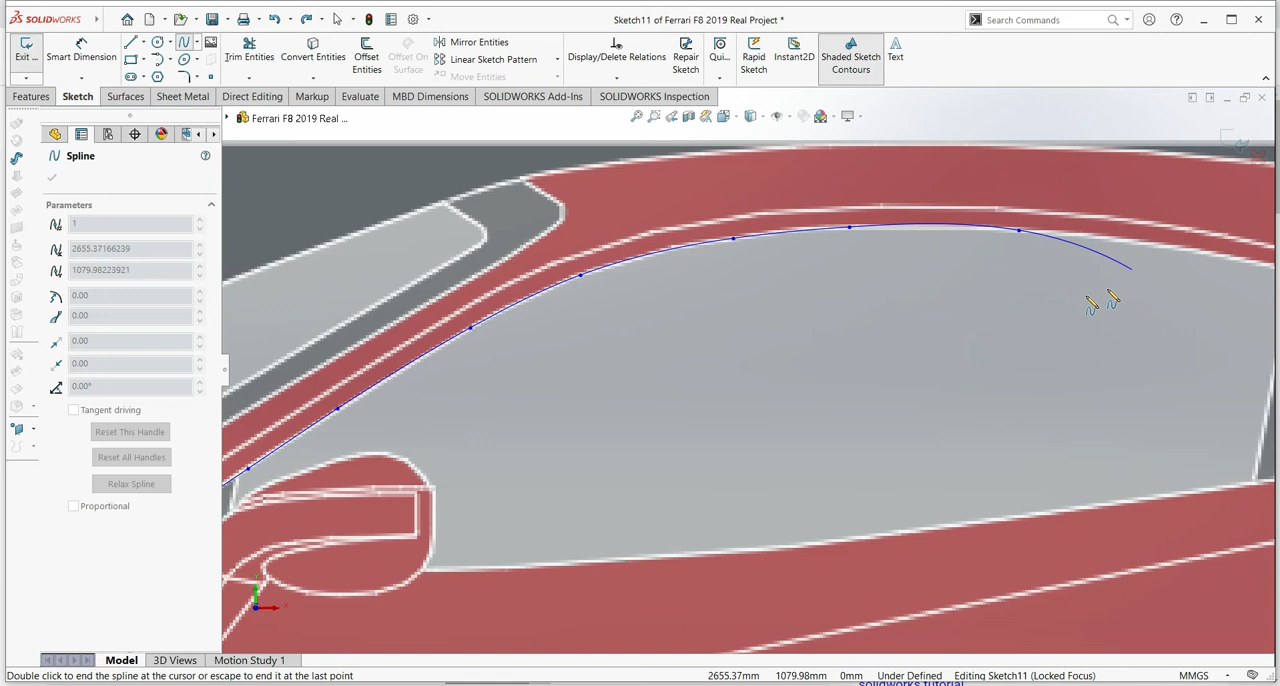 SOLIDWORKS
Sketch11 of Ferrari F8 2019 Real Project *
Search Commands
Exit ...
Smart Dimension
Trim Entities
Convert Entities
Offset Entities
Offset On Surface
Mirror Entities
Linear Sketch Pattern
Move Entities
Display/Delete Relations
Repair Sketch
Qui...
Rapid Sketch
Instant2D
Shaded Sketch Contours
Text
Features
Sketch
Surfaces
Sheet Metal
Direct Editing
Markup
Evaluate
MBD Dimensions
SOLIDWORKS Add-Ins
SOLIDWORKS Inspection
Ferrari F8 2019 Real ...
Spline
Parameters
1
2655.37166239
1079.98223921
0.00
0.00
0.00
0.00
0.00°
Tangent driving
Reset This Handle
Reset All Handles
Relax Spline
Proportional
Model
3D Views
Motion Study 1
Double click to end the spline at the cursor or escape to end it at the last point
2655.37mm
1079.98mm
0mm
Under Defined
Editing Sketch11 (Locked Focus)
MMGS
solidworks tutorial